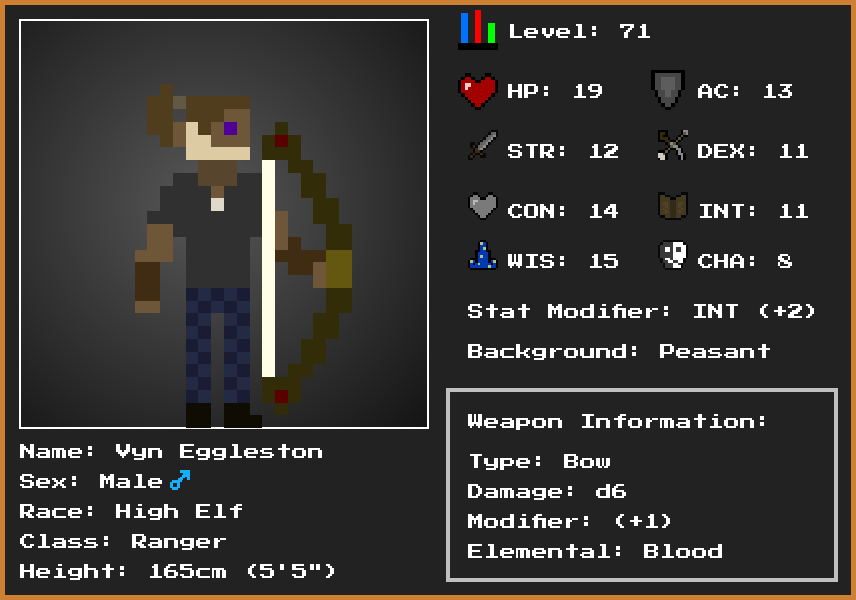 Level: 71
HP: 19 AC: 13
STR: 12 DEX: 11
CON: 14 INT: 11
WIS: 15 CHA: 8
Stat Modifier: INT (+2)
Background: Peasant
Weapon Information:
Type: Bow
Damage: d6
Modifier: (+1)
Elemental: Blood
Name: Vyn Eggleston
Sex: Male ♂
Race: High Elf
Class: Ranger
Height: 165cm (5'5")